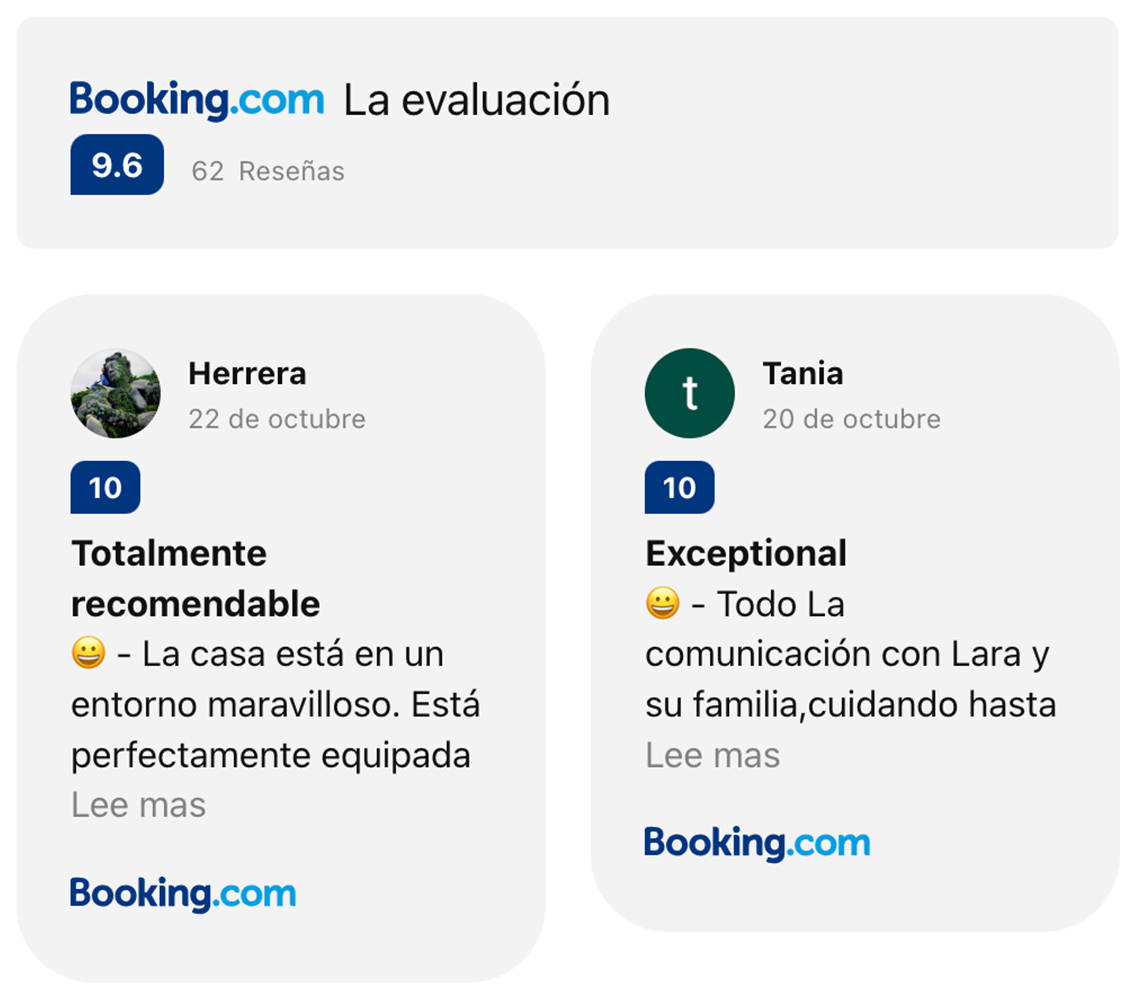 Booking.com La evaluación
9.6 62 Reseñas
Herrera
22 de octubre
10
Totalmente
recomendable
😀 - La casa está en un
entorno maravilloso. Está
perfectamente equipada
Lee mas
Booking.com
t
Tania
20 de octubre
10
Exceptional
😀 - Todo La
comunicación con Lara y
su familia,cuidando hasta
Lee mas
Booking.com